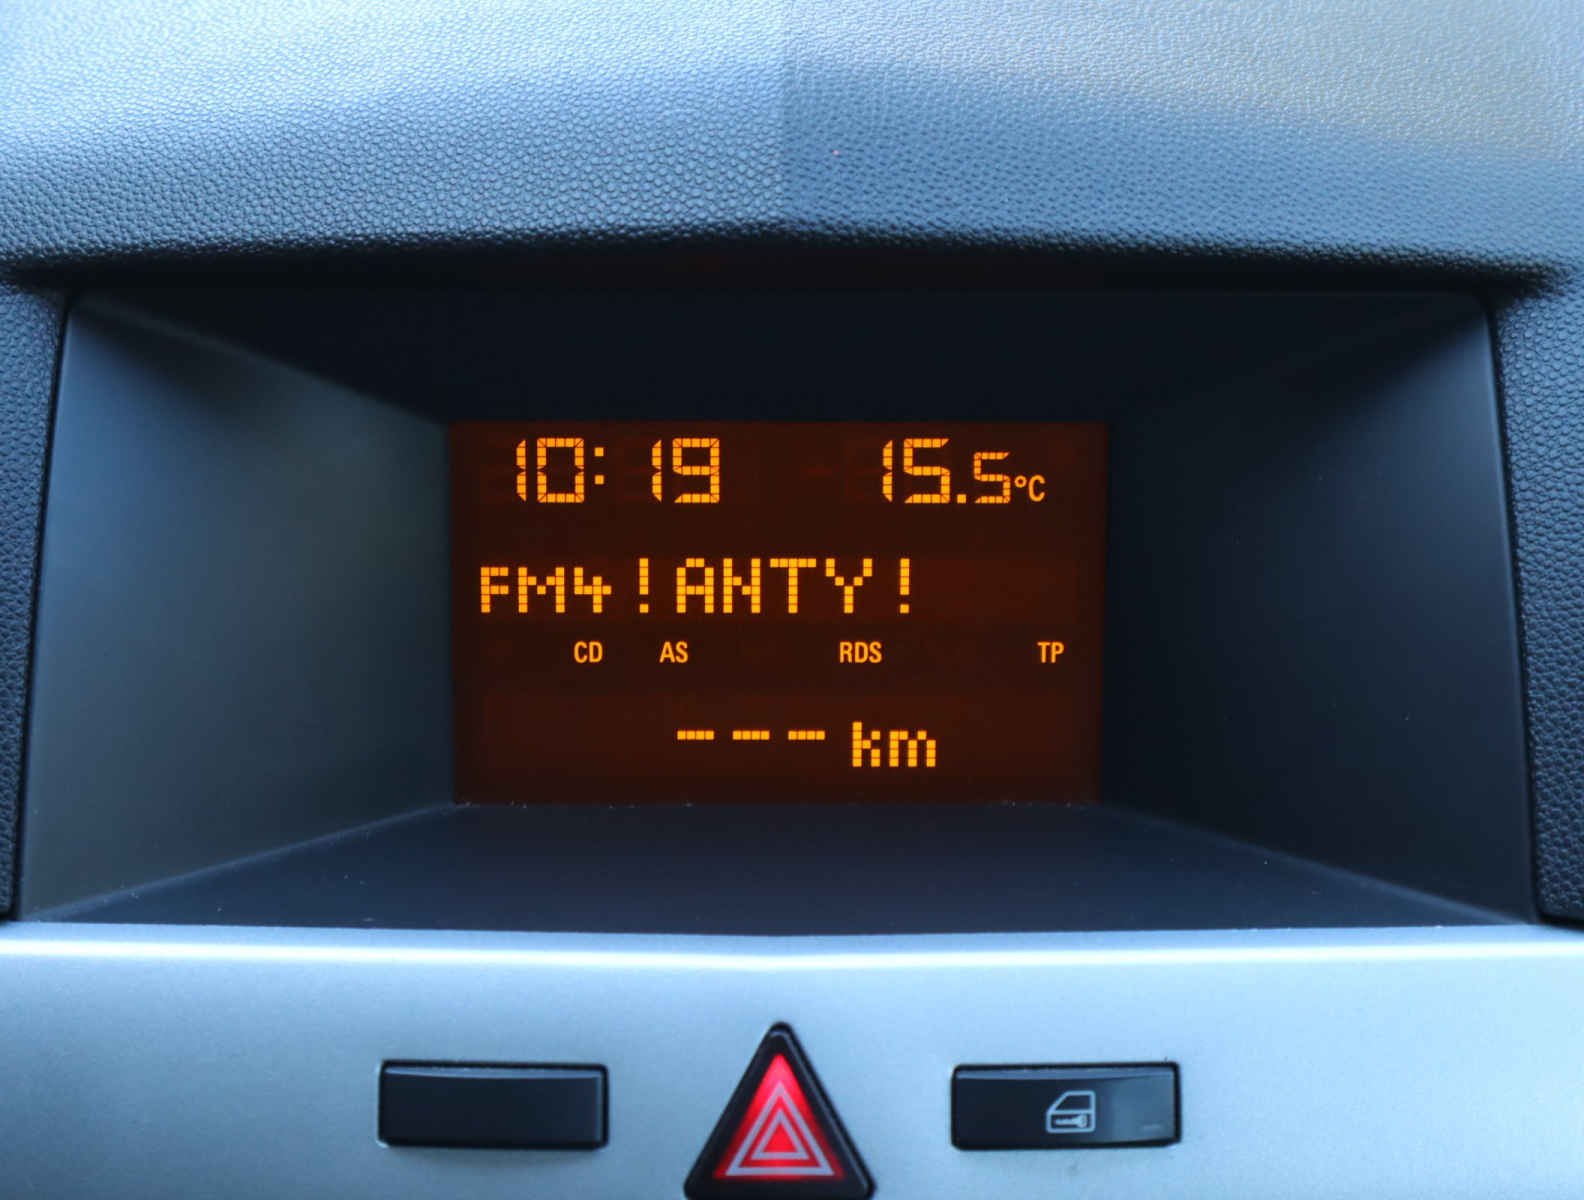 10:19 15.5°C
FM4!ANTY!
CD AS RDS TP
--- km